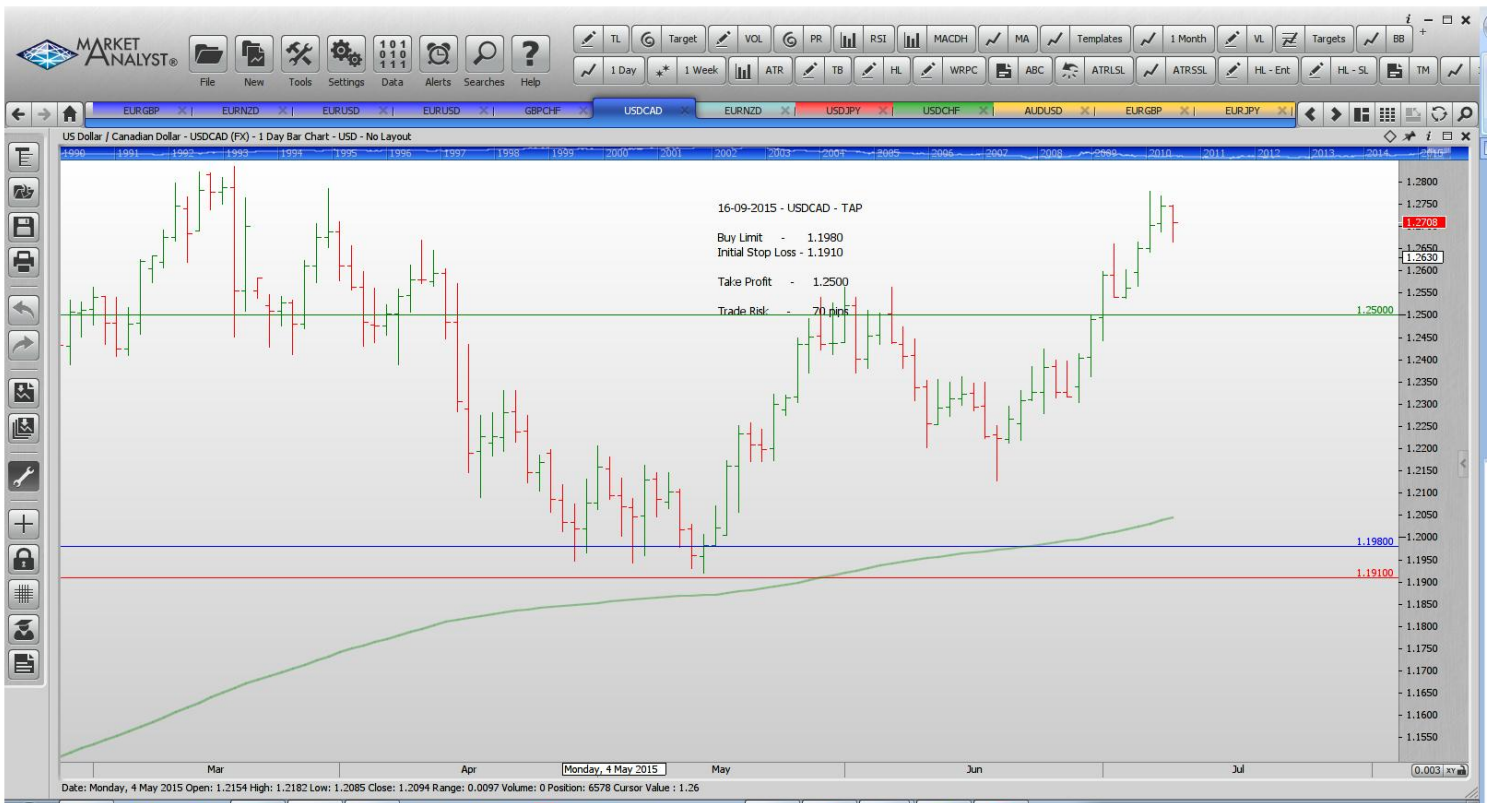 MARKET
ANALYST®
File New Tools Settings Data Alerts Searches Help
TL Target VOL PR RSI MACDH MA Templates 1 Month VL Targets BB
1 Day 1 Week ATR TB HL WRPC ABC ATRLSL ATRSSL HL - Ent HL - SL TM
EURGBP EURNZD EURUSD EURUSD GBPCHF USDCAD EURNZD USDJPY USDCHF AUDUSD EURGBP EURJPY
US Dollar / Canadian Dollar - USDCAD (FX) - 1 Day Bar Chart - USD - No Layout
1990 1991 1992 1993 1994 1995 1996 1997 1998 1999 2000 2001 2002 2003 2004 2005 2006 2007 2008 2009 2010 2011 2012 2013 2014 2015
16-09-2015 - USDCAD - TAP
Buy Limit - 1.1980
Initial Stop Loss - 1.1910
Take Profit - 1.2500
Trade Risk - 70 pips
1.25000
1.19800
1.19100
1.2800
1.2750
1.2708
1.2650
1.2630
1.2600
1.2550
1.2500
1.2450
1.2400
1.2350
1.2300
1.2250
1.2200
1.2150
1.2100
1.2050
1.2000
1.1950
1.1900
1.1850
1.1800
1.1750
1.1700
1.1650
1.1600
1.1550
Mar Apr Monday, 4 May 2015 May Jun Jul 0.003 XY
Date: Monday, 4 May 2015 Open: 1.2154 High: 1.2182 Low: 1.2085 Close: 1.2094 Range: 0.0097 Volume: 0 Position: 6578 Cursor Value : 1.26